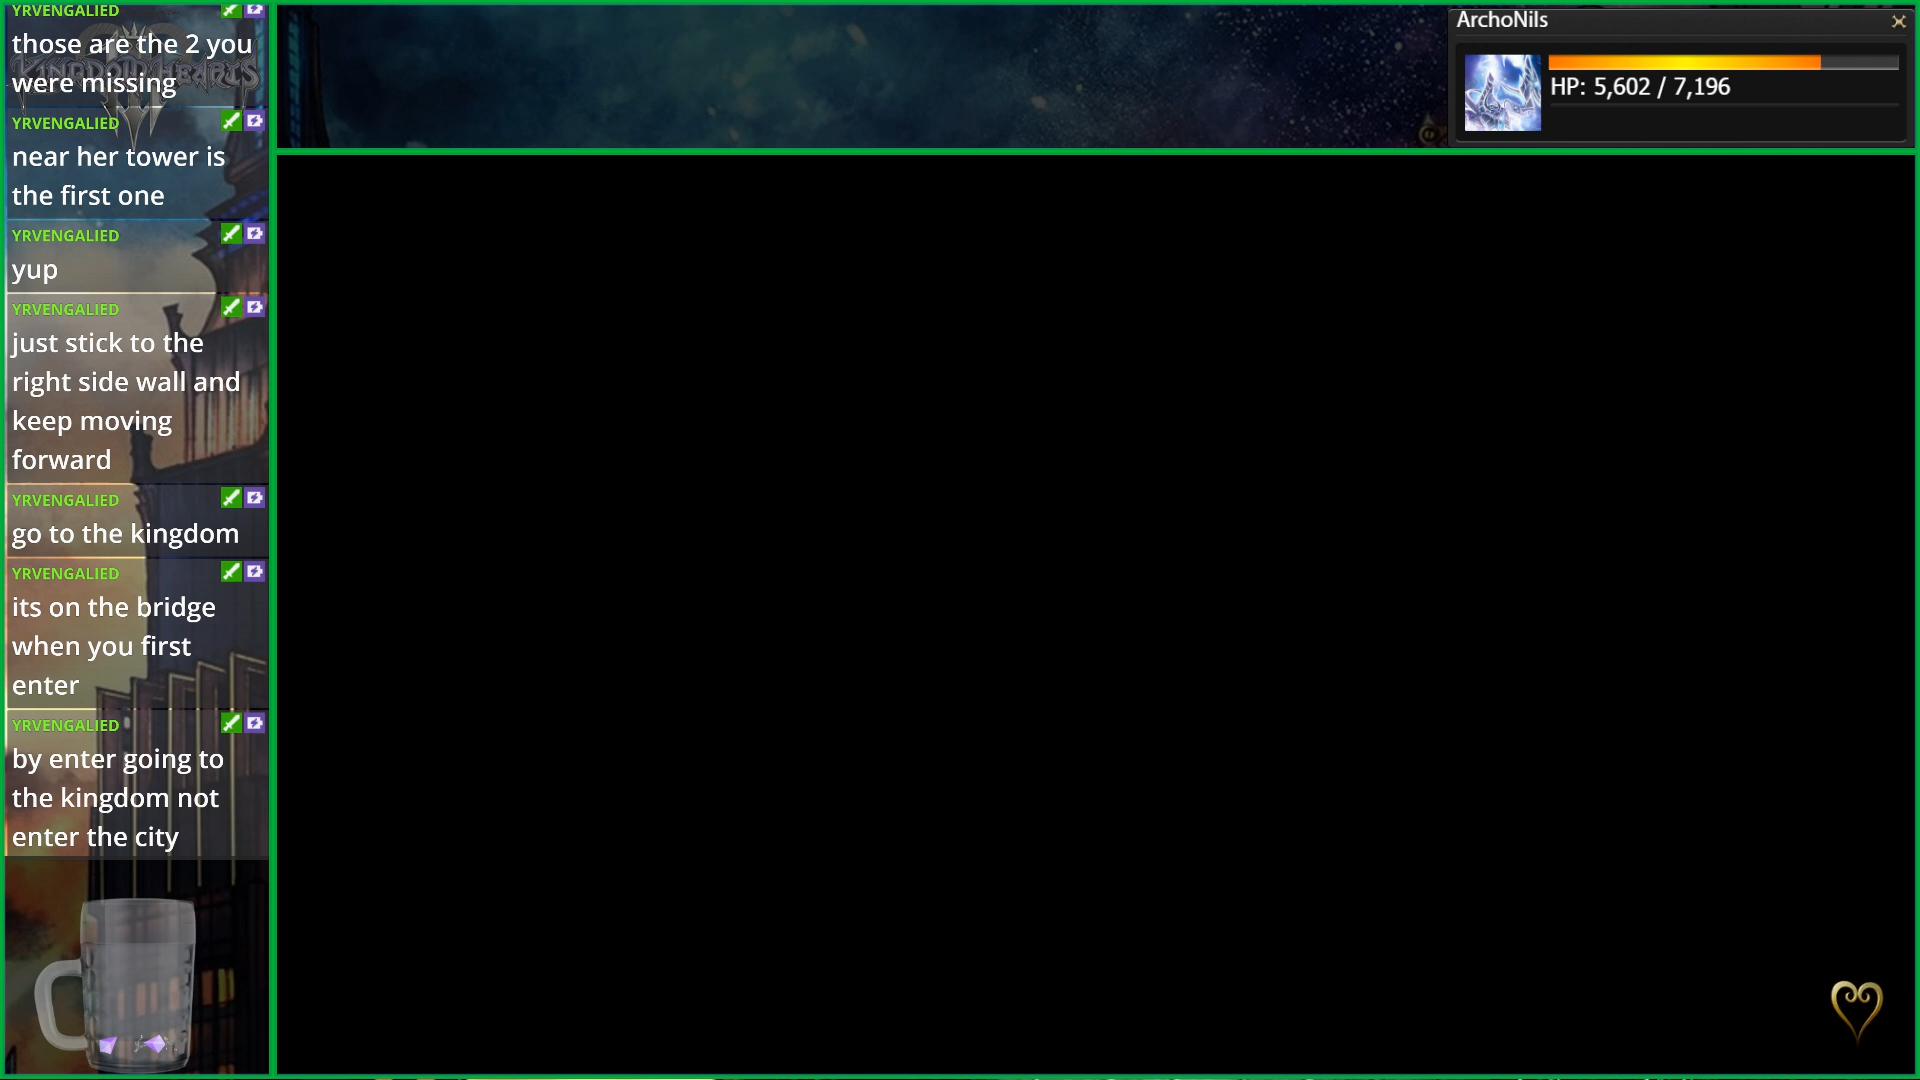 YRVENGALIED
those are the 2 you
were missing
KINGDOM HEARTS
III
YRVENGALIED
near her tower is
the first one
YRVENGALIED
yup
YRVENGALIED
just stick to the
right side wall and
keep moving
forward
YRVENGALIED
go to the kingdom
YRVENGALIED
its on the bridge
when you first
enter
YRVENGALIED
by enter going to
the kingdom not
enter the city
ArchoNils
HP: 5,602 / 7,196